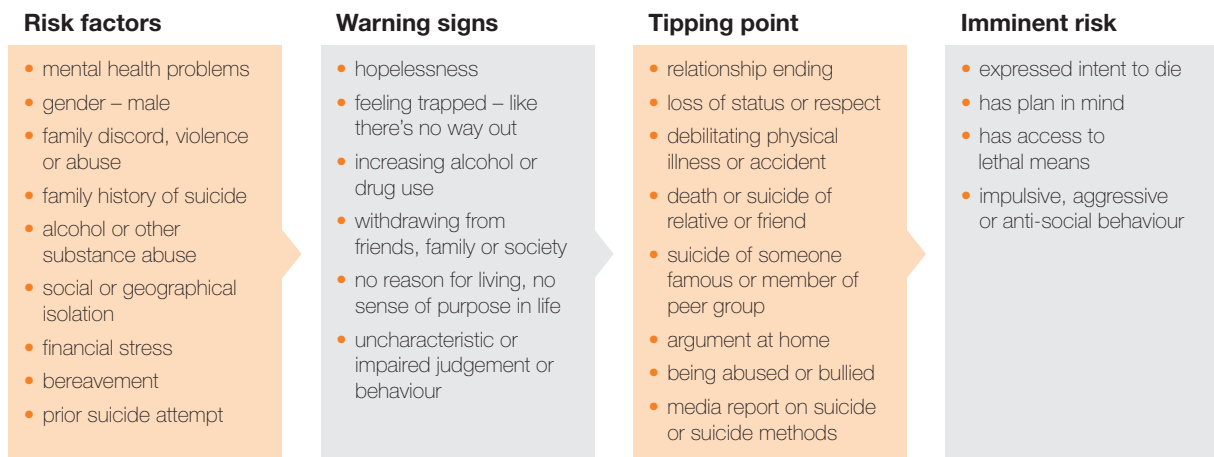 Risk factors
• mental health problems
• gender – male
• family discord, violence
or abuse
• family history of suicide
• alcohol or other
substance abuse
• social or geographical
isolation
• financial stress
• bereavement
• prior suicide attempt
Warning signs
• hopelessness
• feeling trapped – like
there's no way out
• increasing alcohol or
drug use
• withdrawing from
friends, family or society
• no reason for living, no
sense of purpose in life
• uncharacteristic or
impaired judgement or
behaviour
Tipping point
• relationship ending
• loss of status or respect
• debilitating physical
illness or accident
• death or suicide of
relative or friend
• suicide of someone
famous or member of
peer group
• argument at home
• being abused or bullied
• media report on suicide
or suicide methods
Imminent risk
• expressed intent to die
• has plan in mind
• has access to
lethal means
• impulsive, aggressive
or anti-social behaviour